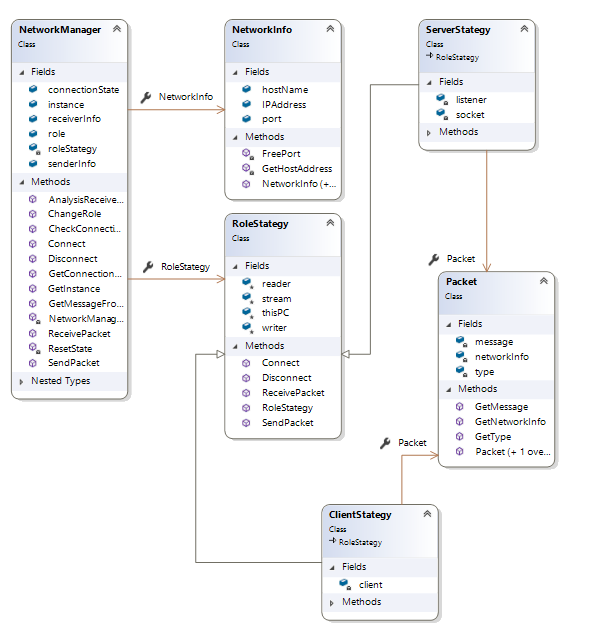 NetworkManager
Class
Fields
connectionState
instance
receiverInfo
role
roleStategy
senderInfo
Methods
AnalysisReceive...
ChangeRole
CheckConnecti...
Connect
Disconnect
GetConnection...
GetInstance
GetMessageFro...
NetworkManag...
ReceivePacket
ResetState
SendPacket
Nested Types
NetworkInfo
RoleStategy
NetworkInfo
Class
Fields
hostName
IPAddress
port
Methods
FreePort
GetHostAddress
NetworkInfo (+...
RoleStategy
Class
Fields
reader
stream
thisPC
writer
Methods
Connect
Disconnect
ReceivePacket
RoleStategy
SendPacket
ServerStategy
Class
RoleStategy
Fields
listener
socket
Methods
Packet
Packet
Class
Fields
message
networkInfo
type
Methods
GetMessage
GetNetworkInfo
GetType
Packet (+ 1 ove...
Packet
ClientStategy
Class
RoleStategy
Fields
client
Methods